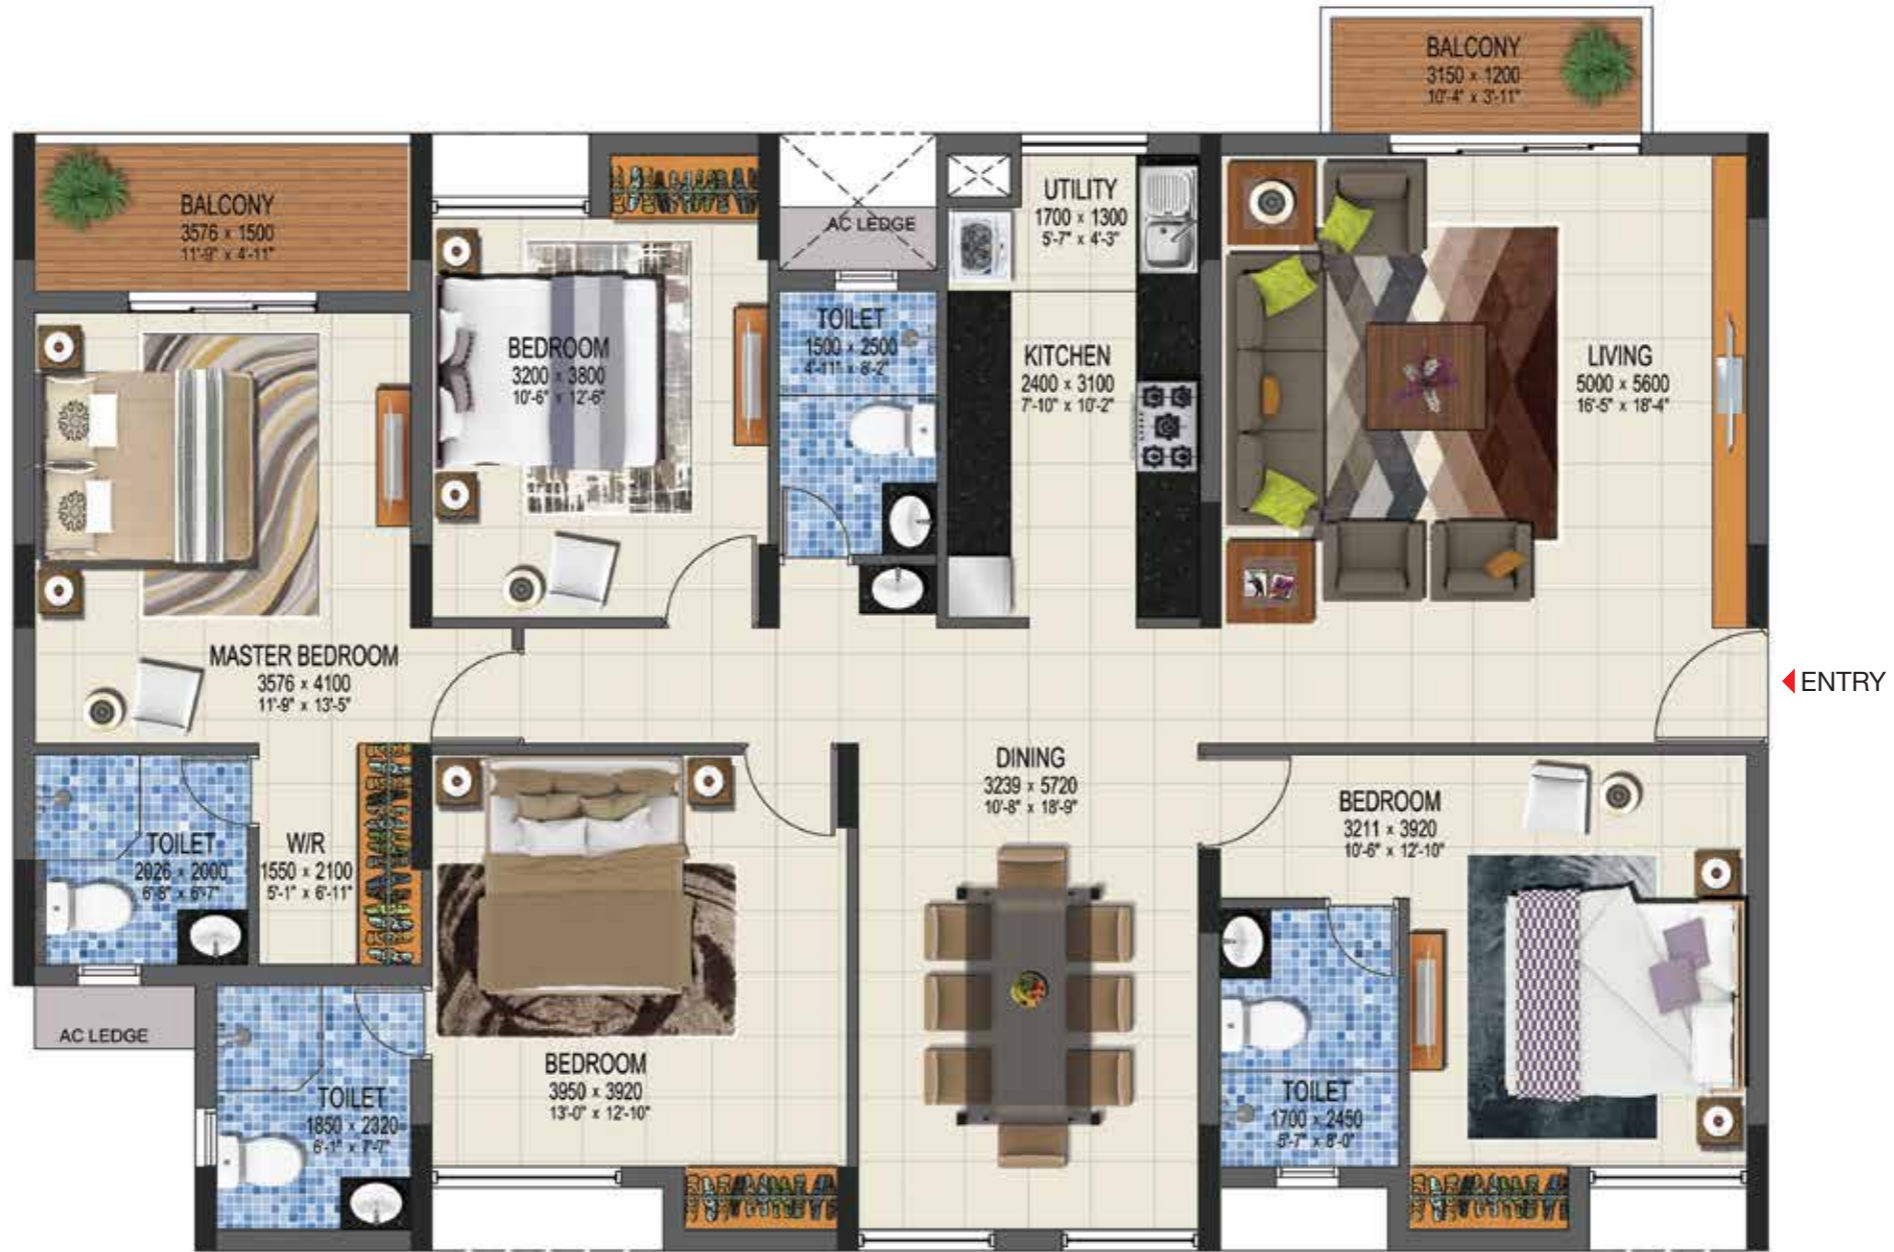 BALCONY
3150 x 1200
10'-4" x 3'-11"
BALCONY
3576 x 1500
11'-9" x 4'-11"
AC LEDGE
UTILITY
1700 x 1300
5'-7" x 4'-3"
BEDROOM
3200 x 3800
10'-6" x 12'-6"
TOILET
1500 x 2500
4'-11" x 8'-2"
KITCHEN
2400 x 3100
7'-10" x 10'-2"
LIVING
5000 x 5600
16'-5" x 18'-4"
MASTER BEDROOM
3576 x 4100
11'-9" x 13'-5"
ENTRY
DINING
3239 x 5720
10'-8" x 18'-9"
BEDROOM
3211 x 3920
10'-6" x 12'-10"
TOILET
2026 x 2000
6'-8" x 6'-7"
W/R
1550 x 2100
5'-1" x 6'-11"
AC LEDGE
BEDROOM
3950 x 3920
13'-0" x 12'-10"
TOILET
1850 x 2320
6'-1" x 7'-7"
TOILET
1700 x 2450
5'-7" x 8'-0"